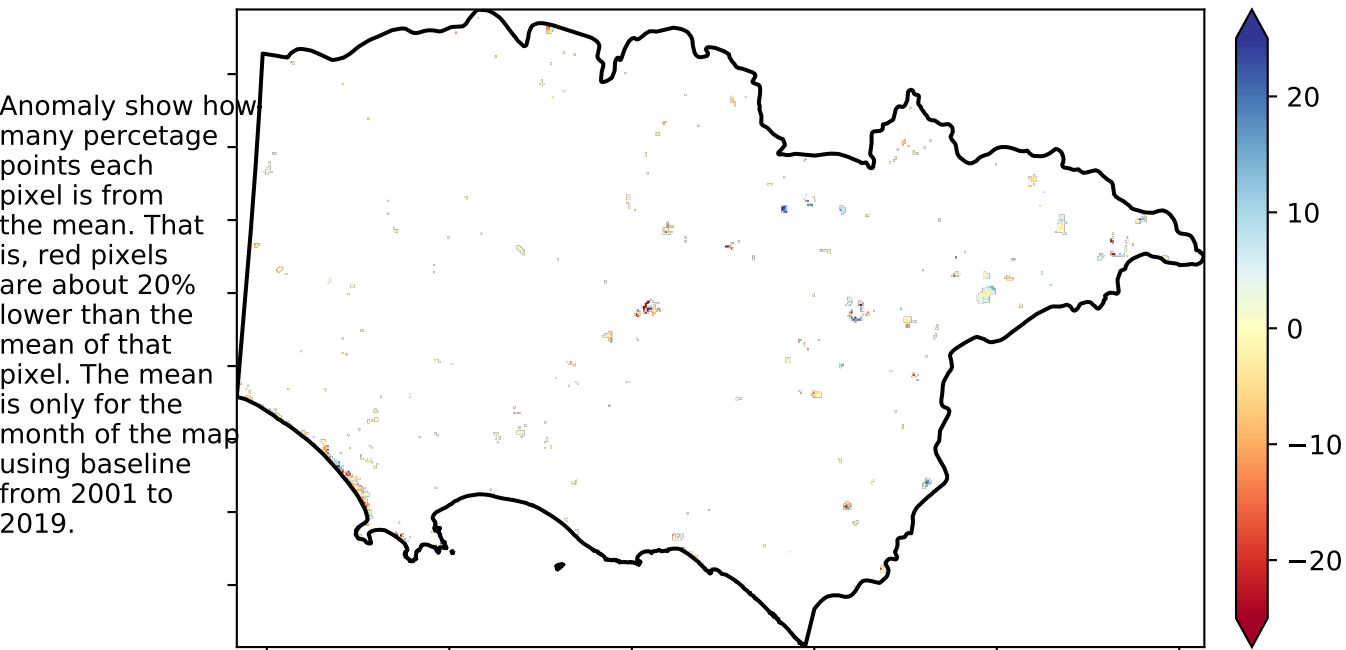 Anomaly show how
many percetage
points each
pixel is from
the mean. That
is, red pixels
are about 20%
lower than the
mean of that
pixel. The mean
is only for the
month of the map
using baseline
from 2001 to
2019.
20
10
0
−10
−20